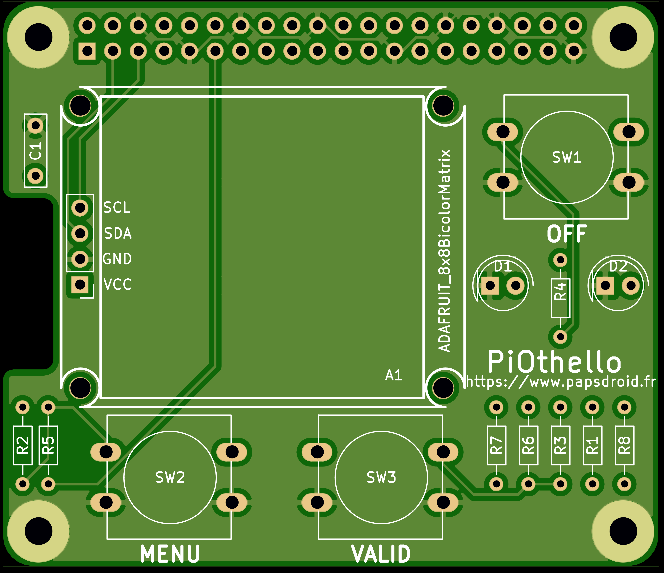 C1
SW1
SCL
SDA
GND
VCC
ADAFRUIT_8x8BicolorMatrix
OFF
D1
D2
R4
PiOthello
A1
https://www.papsdroid.fr
R2
R5
SW2
SW3
R7
R6
R3
R1
R8
MENU
VALID